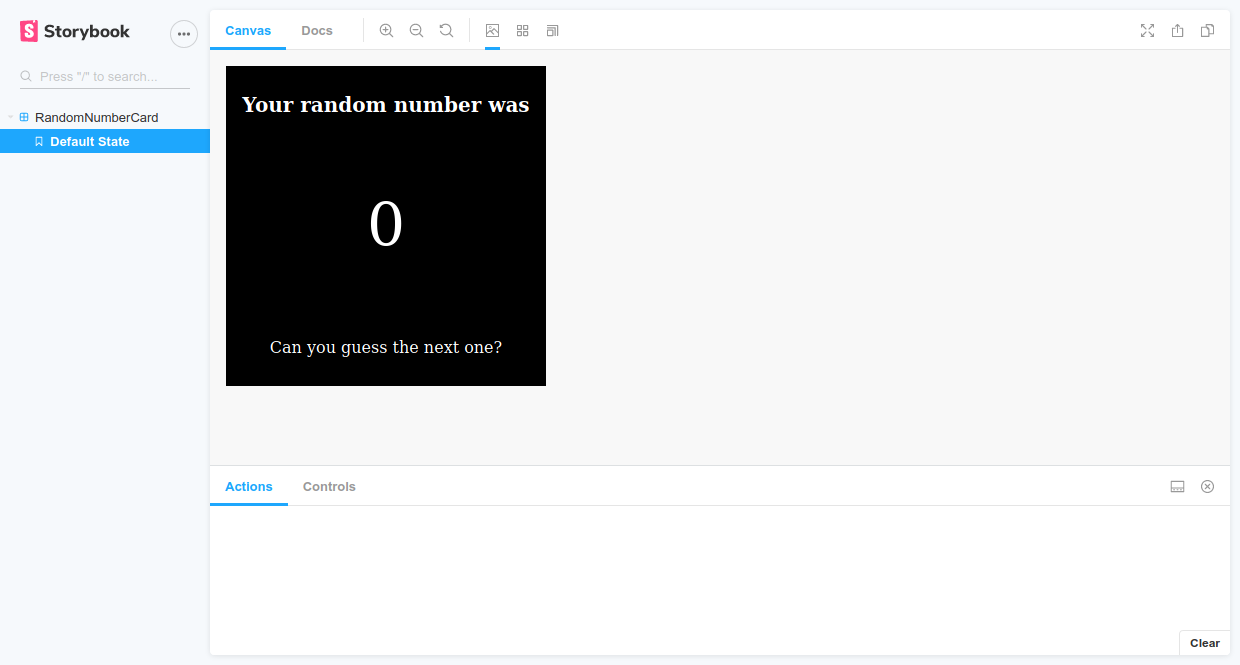 Storybook
Press "/" to search...
RandomNumberCard
Default State
Canvas
Docs
Your random number was
0
Can you guess the next one?
Actions
Controls
Clear